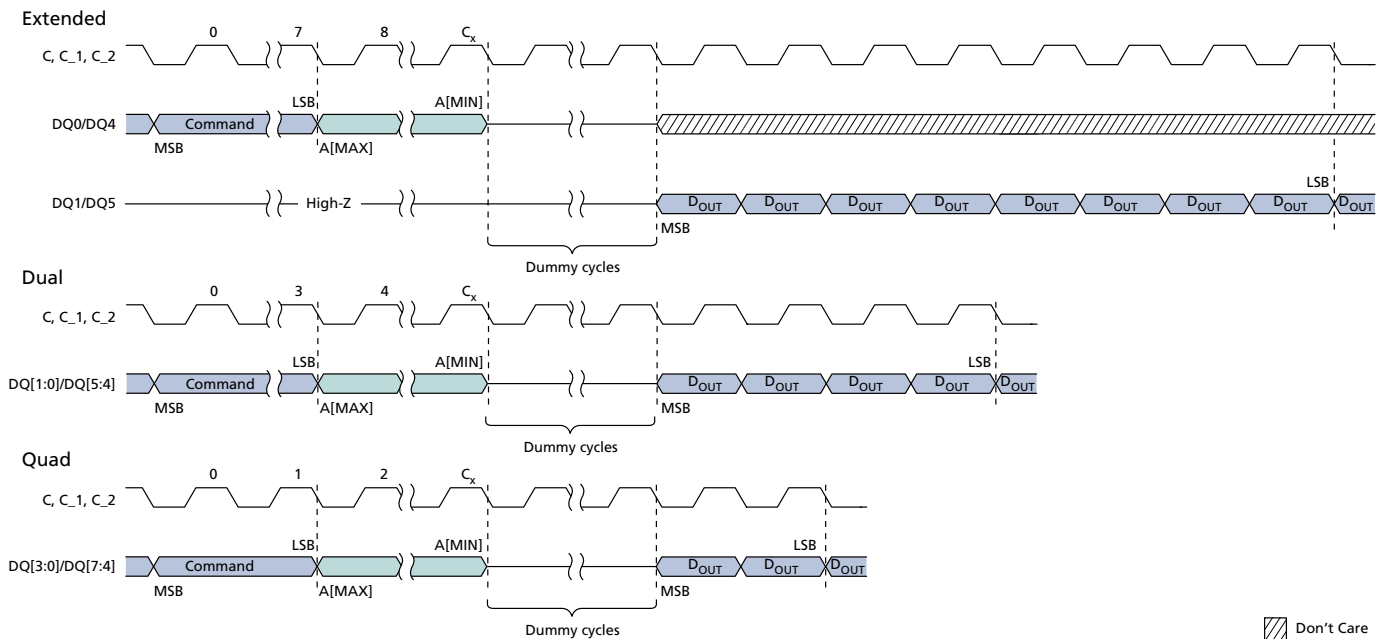 Extended
0 7 8 Cx
C, C_1, C_2
LSB A[MIN]
DQ0/DQ4 Command
MSB A[MAX]
LSB
DQ1/DQ5 High-Z DOUT DOUT DOUT DOUT DOUT DOUT DOUT DOUT DOUT
MSB
Dummy cycles
Dual
0 3 4 Cx
C, C_1, C_2
LSB A[MIN] LSB
DQ[1:0]/DQ[5:4] Command DOUT DOUT DOUT DOUT DOUT
MSB A[MAX] MSB
Dummy cycles
Quad
0 1 2 Cx
C, C_1, C_2
LSB A[MIN] LSB
DQ[3:0]/DQ[7:4] Command DOUT DOUT DOUT
MSB A[MAX] MSB
Dummy cycles
Don't Care